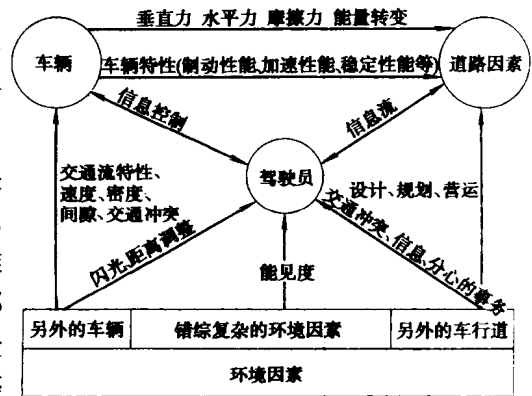 垂直力 水平力 摩擦力 能量转变
车辆
车辆特性(制动性能、加速性能、稳定性能等)
道路因素
信息控制
信息流
驾驶员
交通流特性、
速度、密度、
间隙、交通冲突
设计、规划、营运
交通冲突、信息、分心的事务
闪光、距离调整
能见度
另外的车辆
错综复杂的环境因素
另外的车行道
环境因素